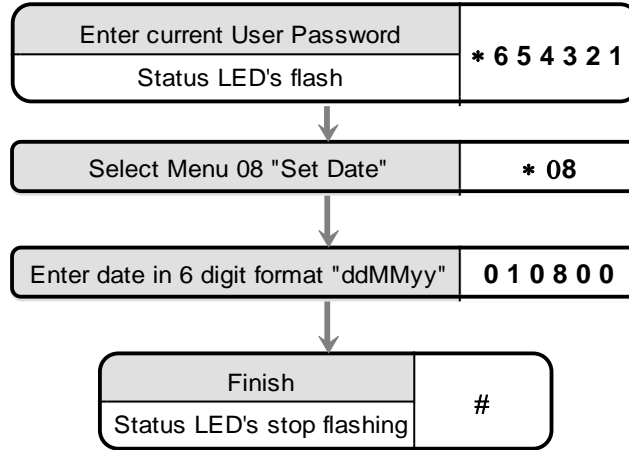 Enter current User Password
Status LED's flash
* 6 5 4 3 2 1
Select Menu 08 "Set Date"
* 08
Enter date in 6 digit format "ddMMyy"
0 1 0 8 0 0
Finish
Status LED's stop flashing
#